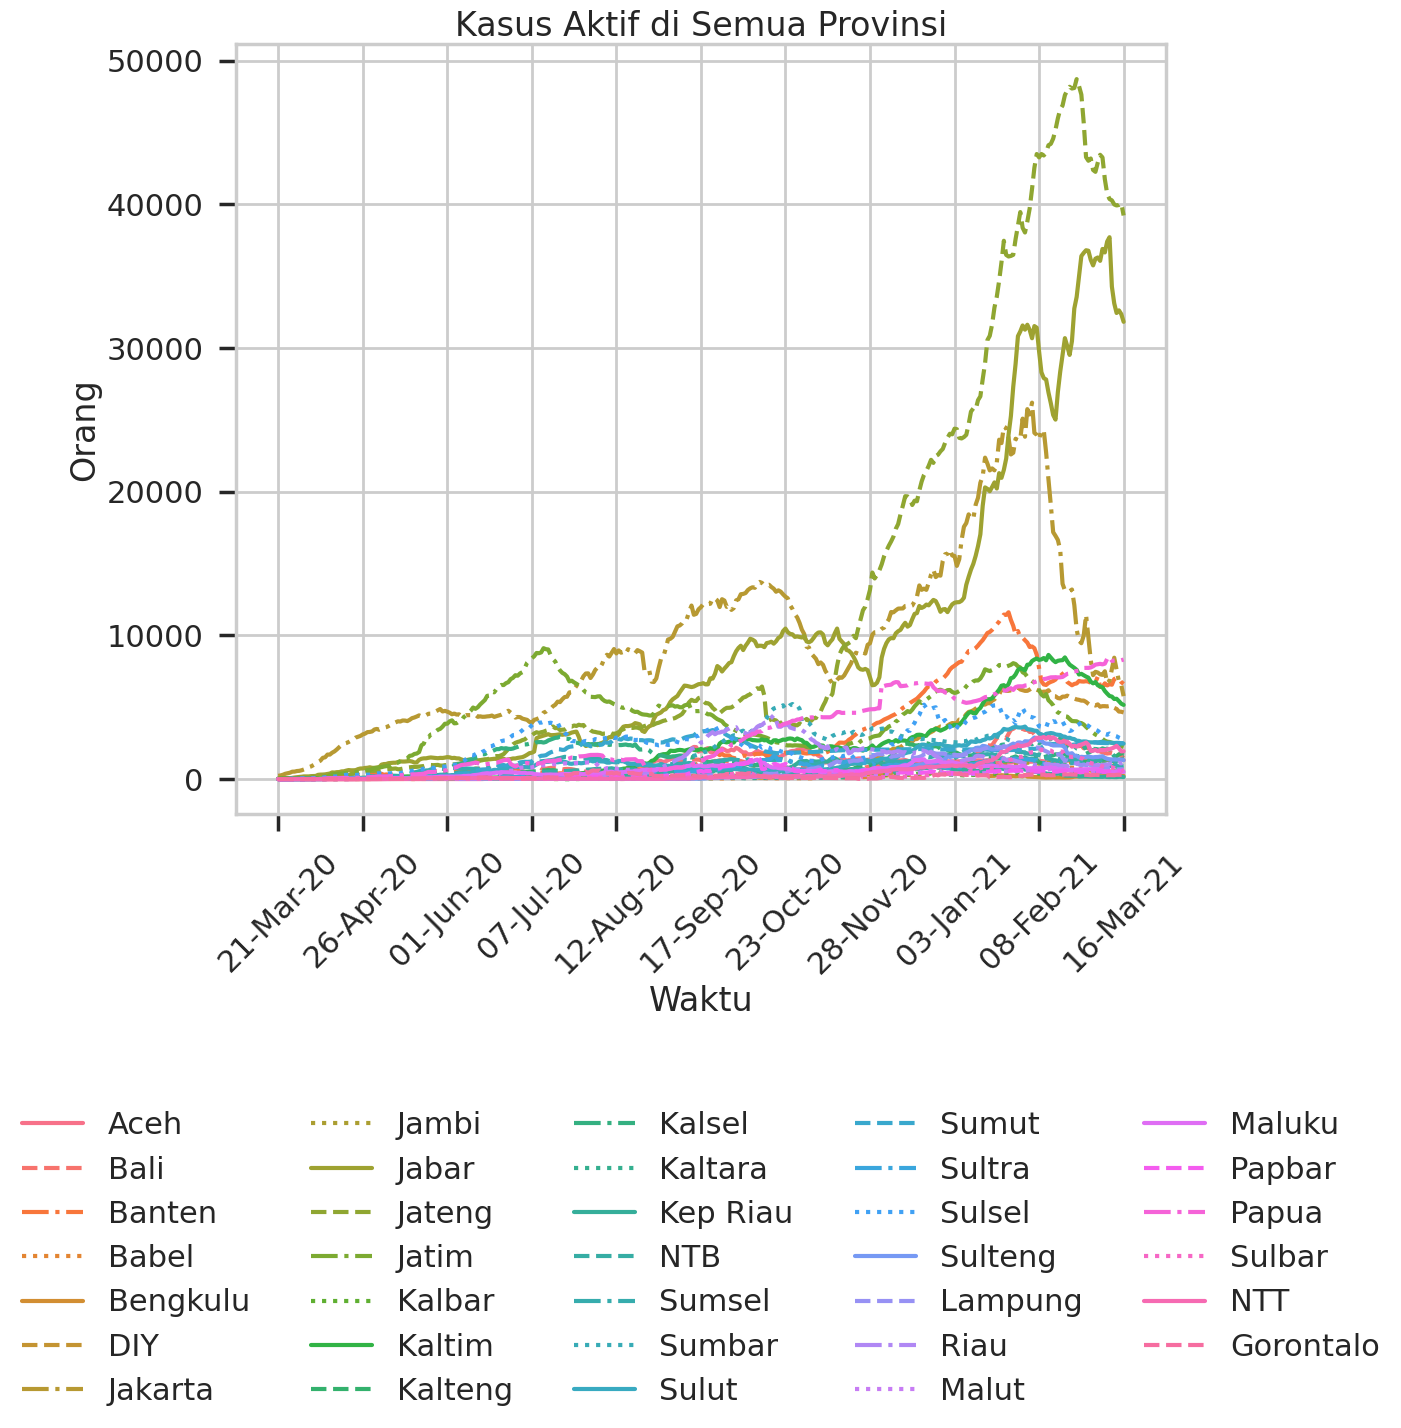 Kasus Aktif di Semua Provinsi
50000
40000
30000
20000
10000
0
Orang
21-Mar-20
26-Apr-20
01-Jun-20
07-Jul-20
12-Aug-20
17-Sep-20
23-Oct-20
28-Nov-20
03-Jan-21
08-Feb-21
16-Mar-21
Waktu
Aceh
Bali
Banten
Babel
Bengkulu
DIY
Jakarta
Jambi
Jabar
Jateng
Jatim
Kalbar
Kaltim
Kalteng
Kalsel
Kaltara
Kep Riau
NTB
Sumsel
Sumbar
Sulut
Sumut
Sultra
Sulsel
Sulteng
Lampung
Riau
Malut
Maluku
Papbar
Papua
Sulbar
NTT
Gorontalo